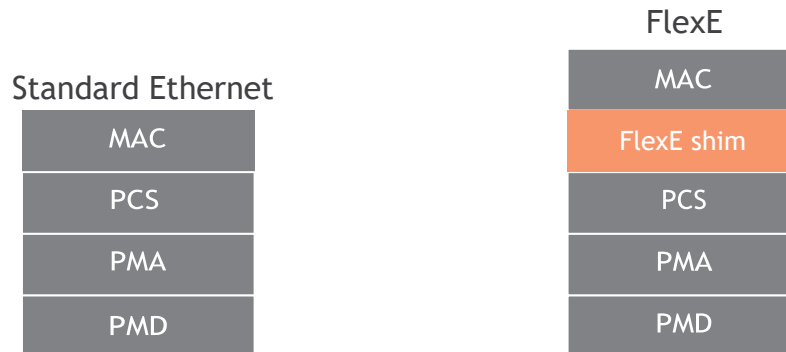 Standard Ethernet
MAC
PCS
PMA
PMD
FlexE
MAC
FlexE shim
PCS
PMA
PMD